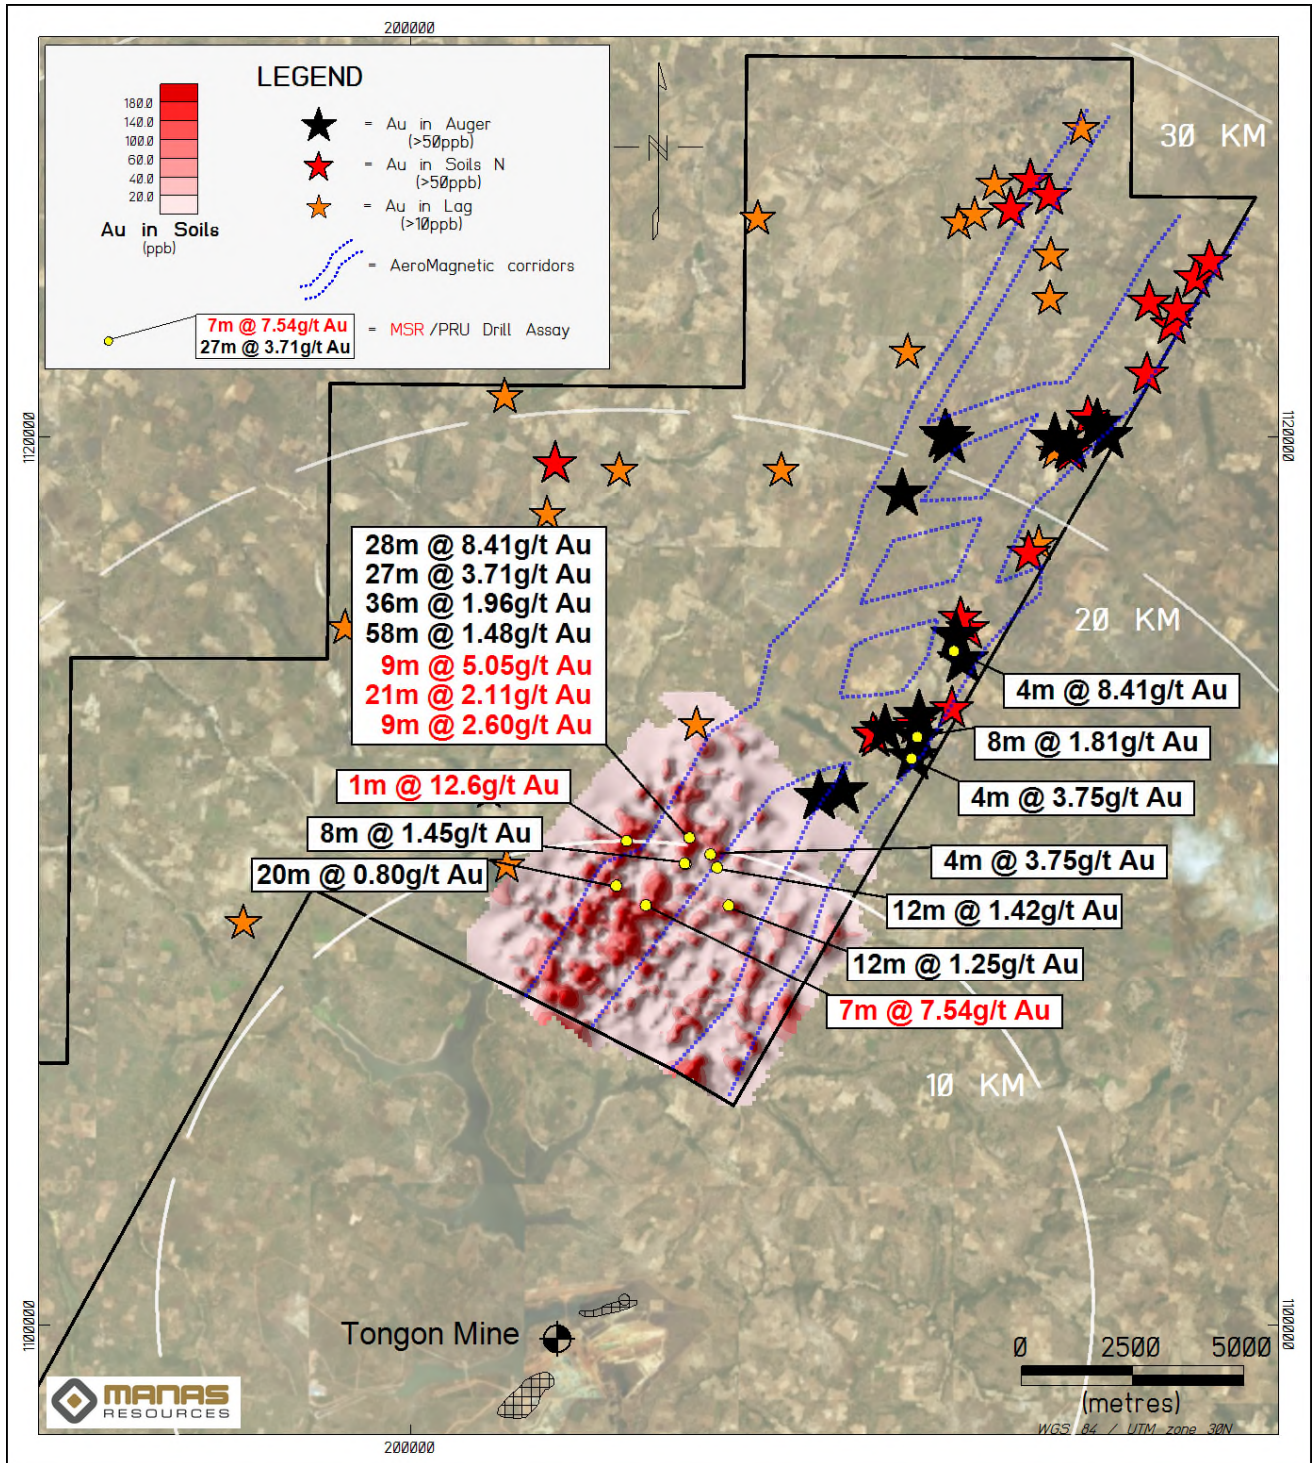 200000
LEGEND
180.0
140.0
100.0
60.0
40.0
20.0
Au in Soils
(ppb)
= Au in Auger
(>50ppb)
= Au in Soils N
(>50ppb)
= Au in Lag
(>10ppb)
= AeroMagnetic corridors
7m @ 7.54g/t Au
27m @ 3.71g/t Au
= MSR /PRU Drill Assay
N
30 KM
1120000
1120000
28m @ 8.41g/t Au
27m @ 3.71g/t Au
36m @ 1.96g/t Au
58m @ 1.48g/t Au
9m @ 5.05g/t Au
21m @ 2.11g/t Au
9m @ 2.60g/t Au
20 KM
4m @ 8.41g/t Au
8m @ 1.81g/t Au
4m @ 3.75g/t Au
1m @ 12.6g/t Au
8m @ 1.45g/t Au
20m @ 0.80g/t Au
4m @ 3.75g/t Au
12m @ 1.42g/t Au
12m @ 1.25g/t Au
7m @ 7.54g/t Au
10 KM
1100000
1100000
Tongon Mine
0 2500 5000
(metres)
WGS 84 / UTM zone 30N
MANAS
RESOURCES
200000